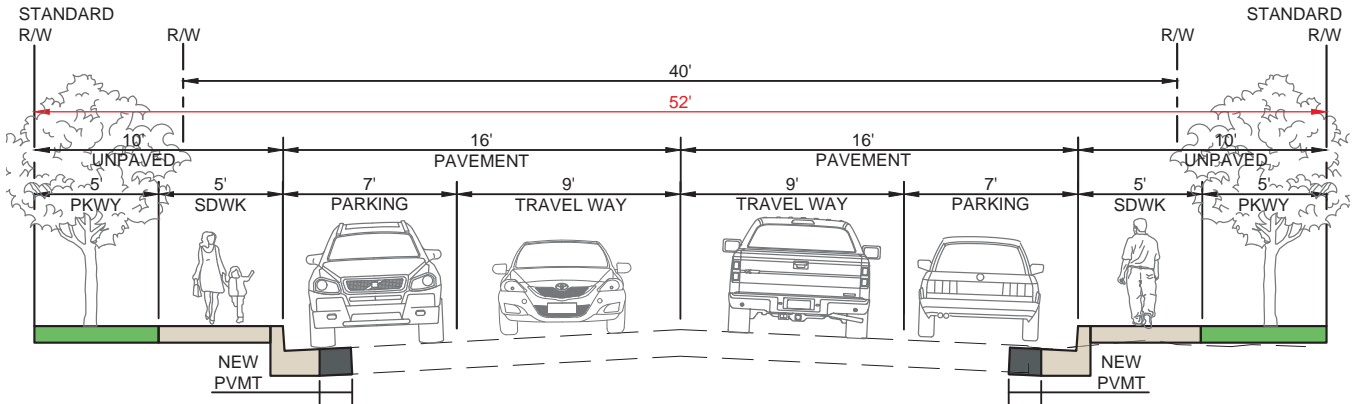 STANDARD STANDARD
R/W R/W R/W R/W
40'
52'
10' 16' 16' 10'
UNPAVED PAVEMENT PAVEMENT UNPAVED
5' 5' 7' 9' 9' 7' 5' 5'
PKWY SDWK PARKING TRAVEL WAY TRAVEL WAY PARKING SDWK PKWY
NEW NEW
PVMT PVMT